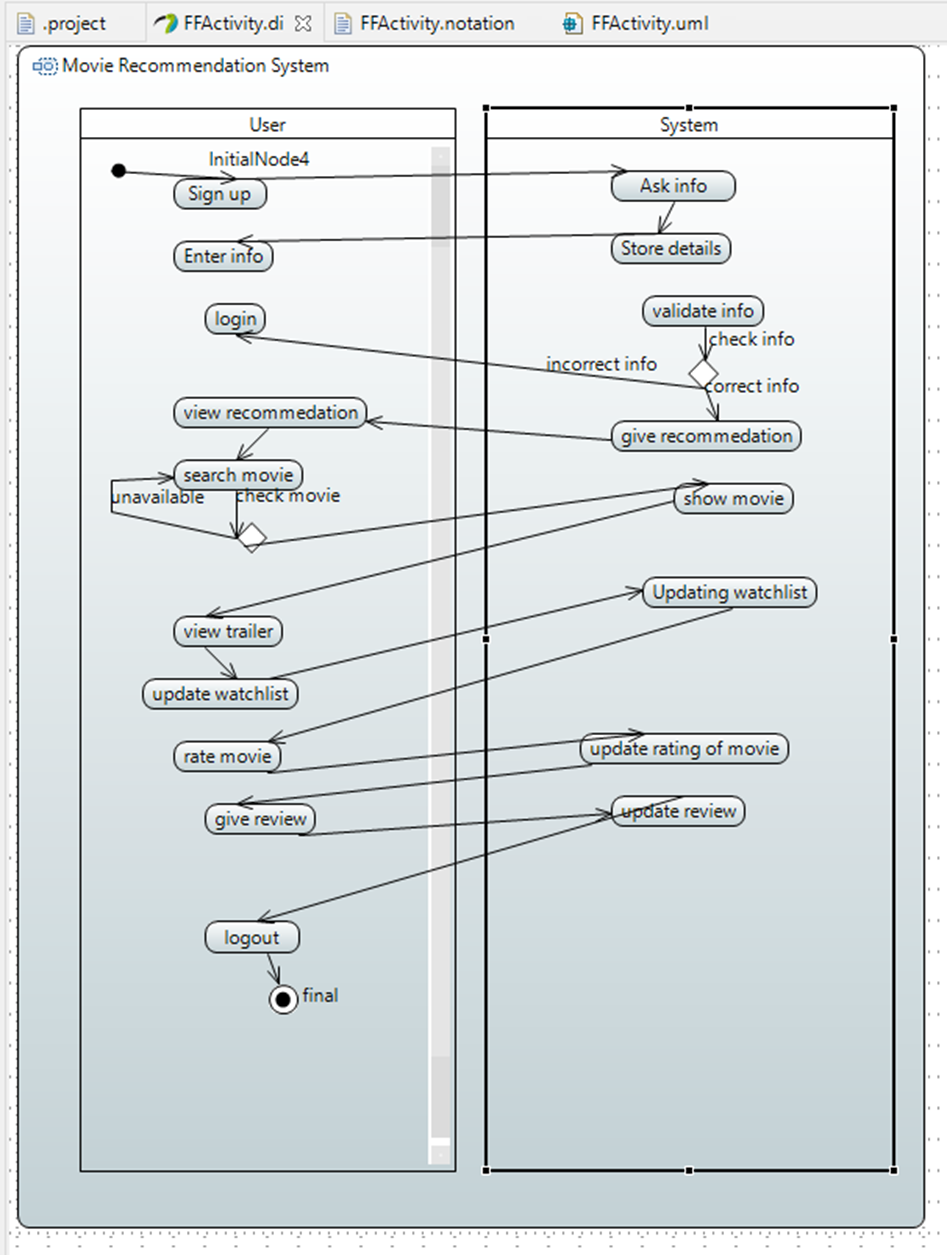 .project
FFActivity.di
FFActivity.notation
FFActivity.uml
Movie Recommendation System
User
System
InitialNode4
Sign up
Ask info
Enter info
Store details
login
validate info
check info
incorrect info
correct info
view recommedation
give recommedation
search movie
unavailable
check movie
show movie
Updating watchlist
view trailer
update watchlist
rate movie
update rating of movie
give review
update review
logout
final